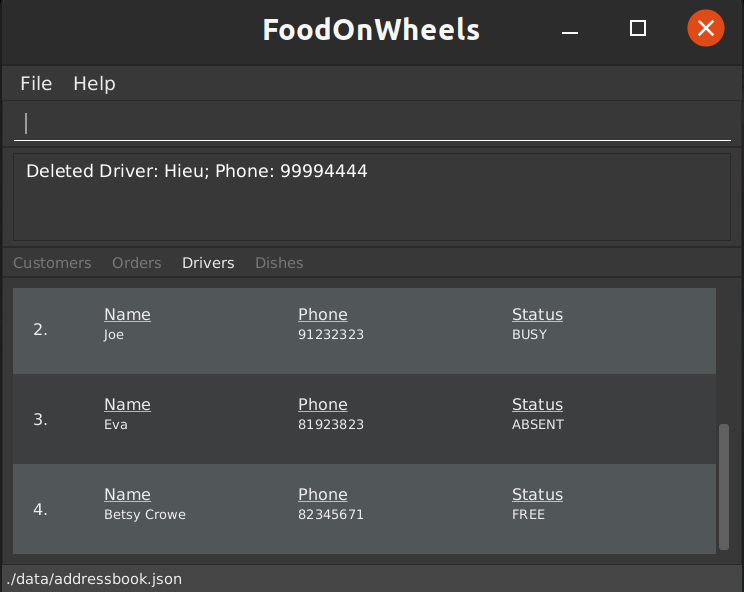 FoodOnWheels
File Help
Deleted Driver: Hieu; Phone: 99994444
Customers Orders Drivers Dishes
2. Name Phone Status
Joe 91232323 BUSY
3. Name Phone Status
Eva 81923823 ABSENT
4. Name Phone Status
Betsy Crowe 82345671 FREE
./data/addressbook.json